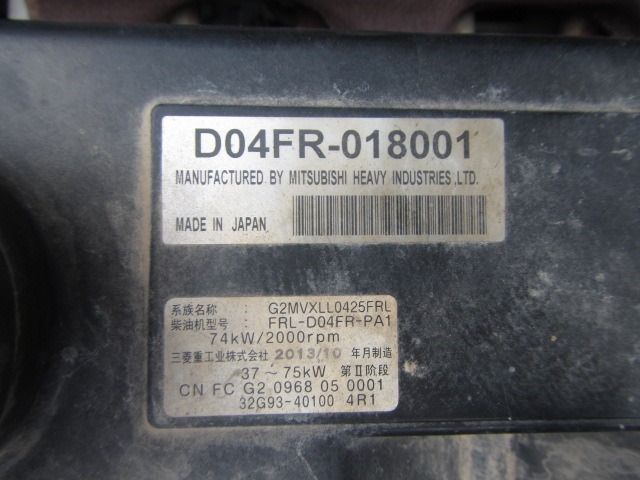 D04FR-018001
MANUFACTURED BY MITSUBISHI HEAVY INDUSTRIES,LTD.
MADE IN JAPAN
系族名称 : G2MVXLL0425FRL
柴油机型号 : FRL-D04FR-PA1
74kW/2000rpm
三菱重工业株式会社 2013/10 年月制造
37～75kW 第Ⅱ阶段
CN FC G2 0968 05 0001
32G93-40100 4R1